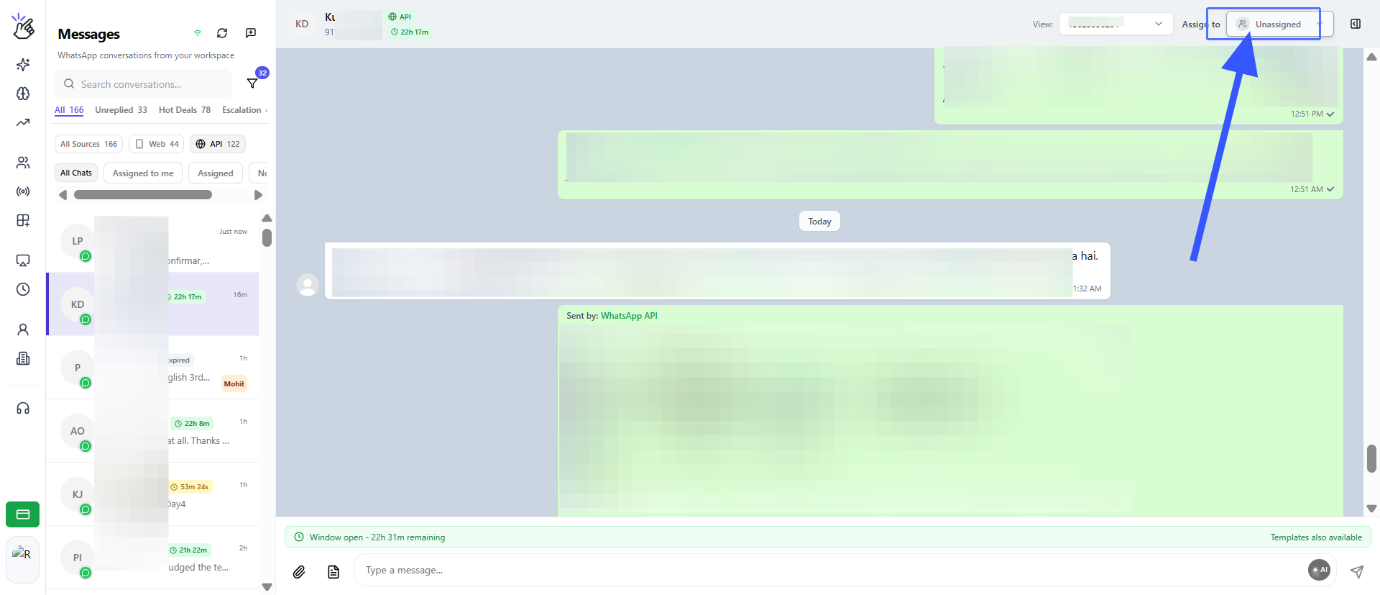 Messages
WhatsApp conversations from your workspace
Search conversations...
32
All 166 Unreplied 33 Hot Deals 78 Escalation
All Sources 166 Web 44 API 122
All Chats Assigned to me Assigned
LP Just now
onfirmar,...
KD 22h 17m 16m
P xpired 1h
glish 3rd... Mohit
AO 22h 8m 1h
at all. Thanks ...
KJ 53m 24s 1h
Day4
PI 21h 22m 2h
udged the te...
R
KD
API
91 22h 17m
View:
Assign to Unassigned
12:51 PM
12:51 AM
Today
a hai.
1:32 AM
Sent by: WhatsApp API
Window open - 22h 31m remaining Templates also available
Type a message...
AI